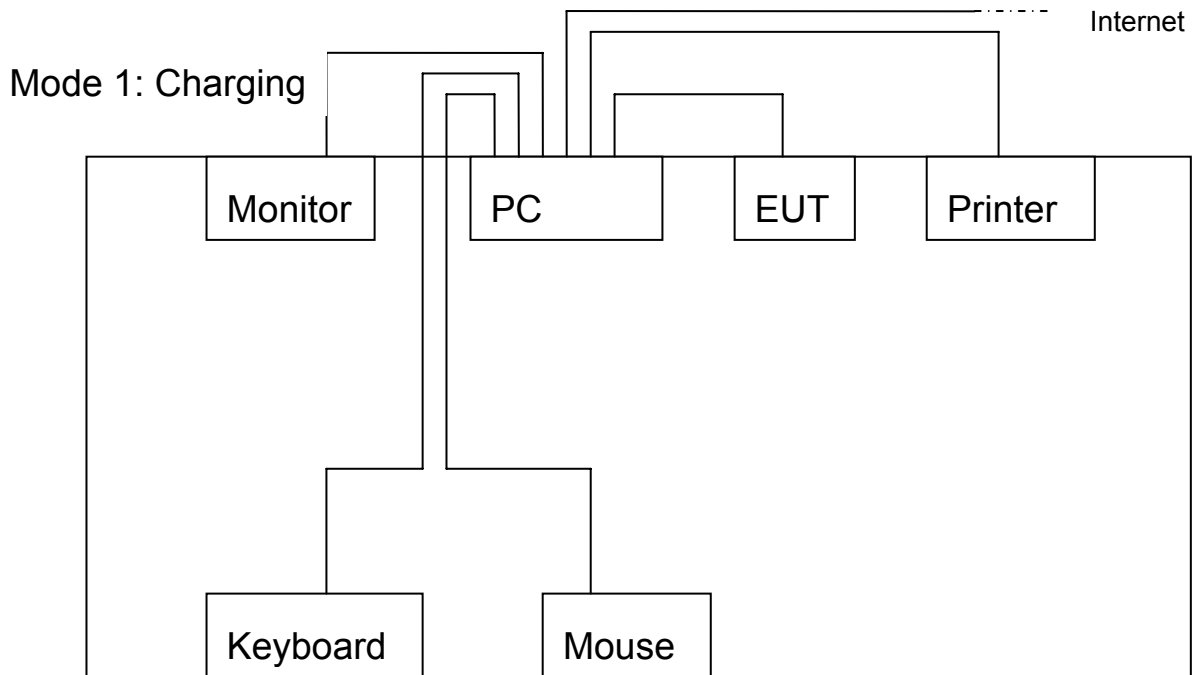 Internet
Mode 1: Charging
Monitor
PC
EUT
Printer
Keyboard
Mouse